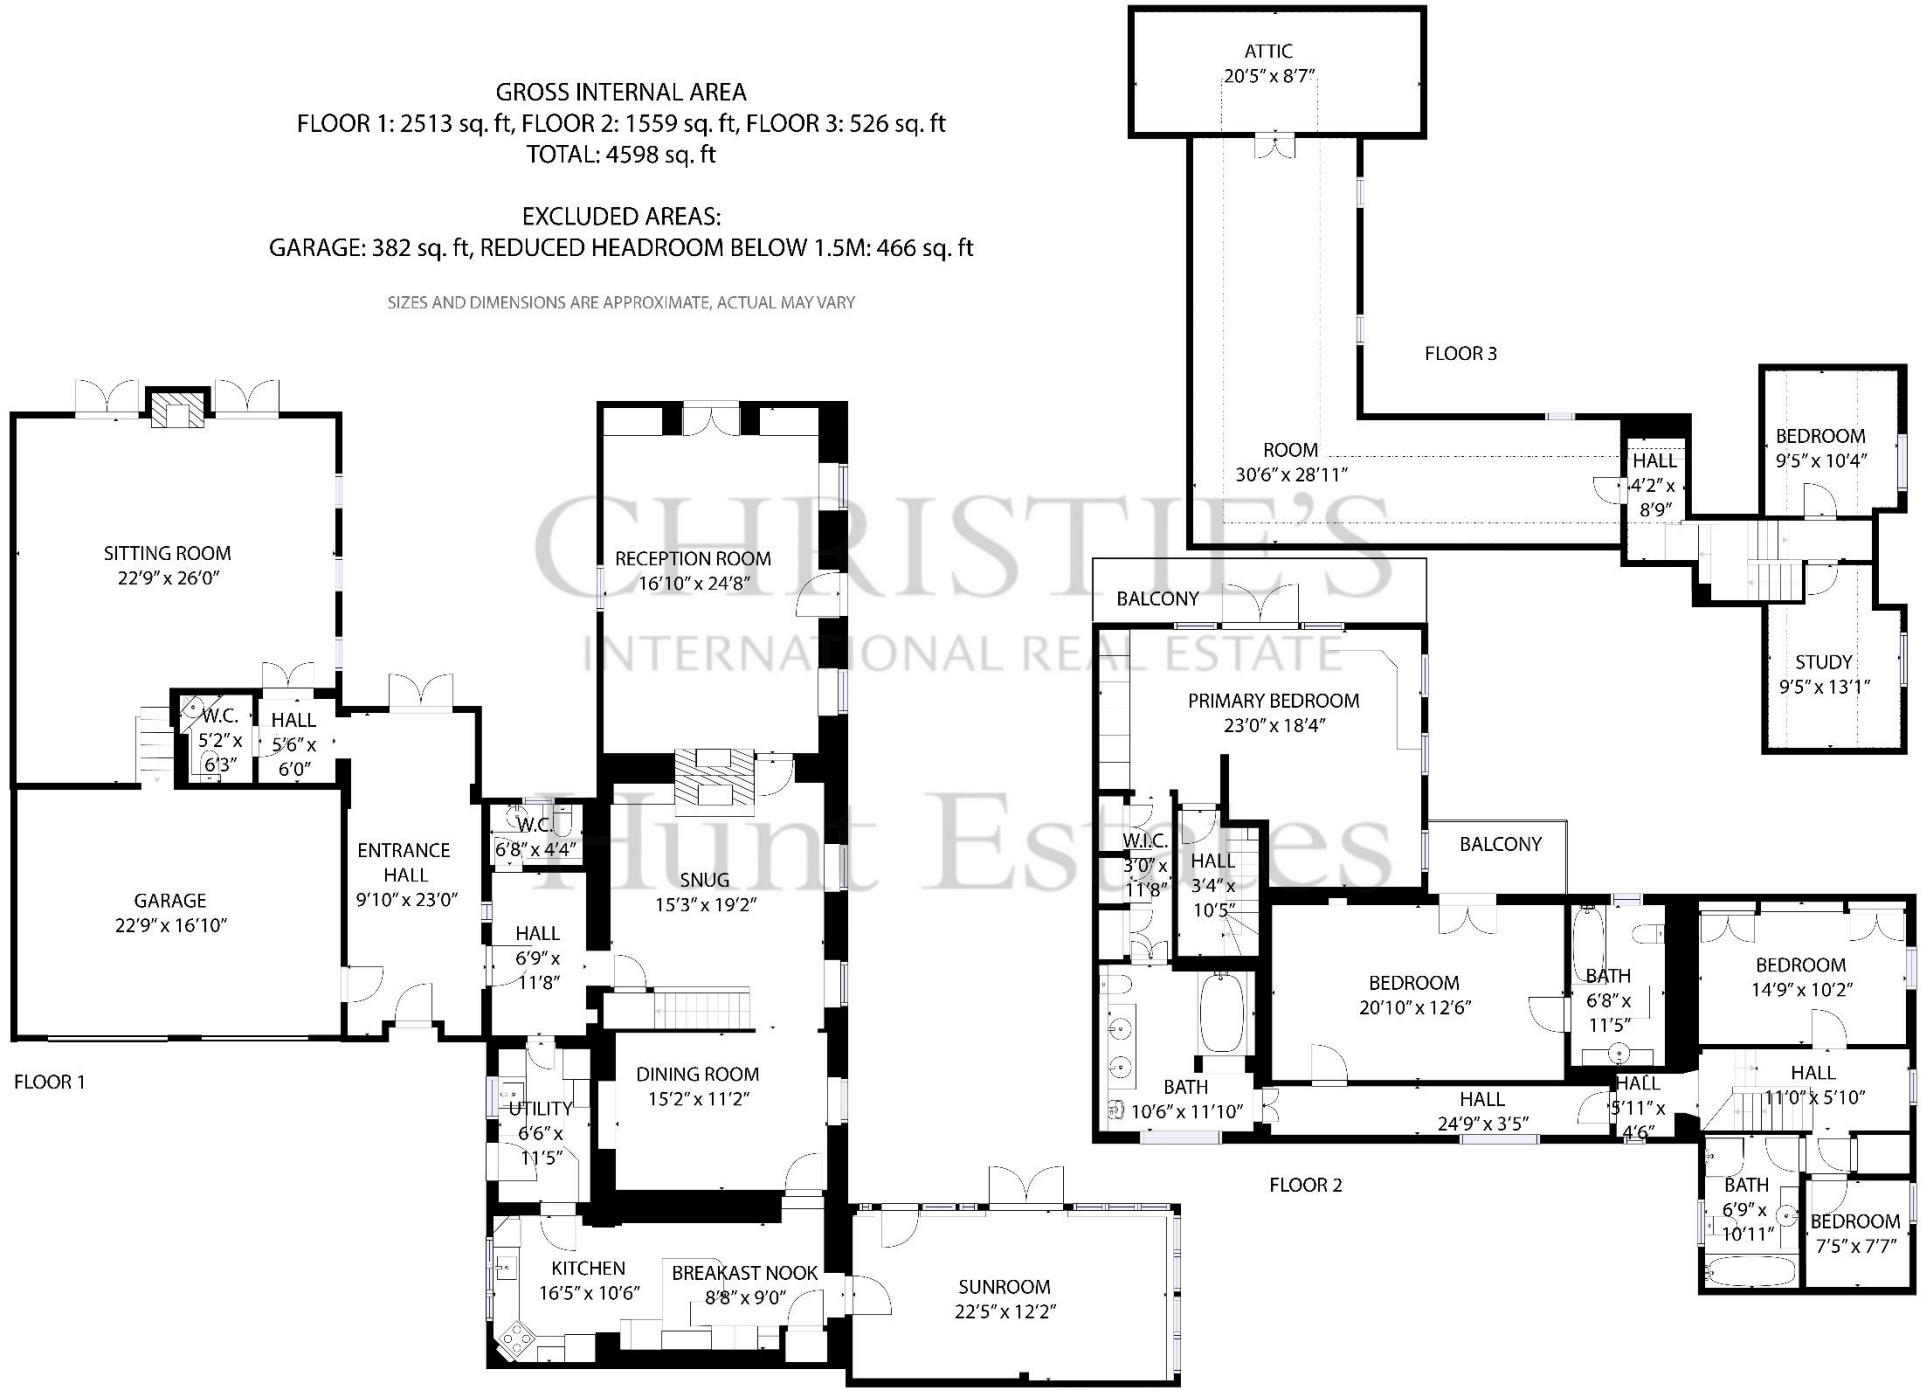 GROSS INTERNAL AREA
FLOOR 1: 2513 sq. ft, FLOOR 2: 1559 sq. ft, FLOOR 3: 526 sq. ft
TOTAL: 4598 sq. ft
EXCLUDED AREAS:
GARAGE: 382 sq. ft, REDUCED HEADROOM BELOW 1.5M: 466 sq. ft
SIZES AND DIMENSIONS ARE APPROXIMATE, ACTUAL MAY VARY
CHRISTIE'S
INTERNATIONAL REAL ESTATE
Hunt Estates
SITTING ROOM
22'9" x 26'0"
W.C.
5'2" x
6'3"
HALL
5'6" x
6'0"
GARAGE
22'9" x 16'10"
ENTRANCE
HALL
9'10" x 23'0"
W.C.
6'8" x 4'4"
HALL
6'9" x
11'8"
RECEPTION ROOM
16'10" x 24'8"
SNUG
15'3" x 19'2"
DINING ROOM
15'2" x 11'2"
UTILITY
6'6" x
11'5"
KITCHEN
16'5" x 10'6"
BREAKAST NOOK
8'8" x 9'0"
SUNROOM
22'5" x 12'2"
FLOOR 1
ATTIC
20'5" x 8'7"
ROOM
30'6" x 28'11"
HALL
4'2" x
8'9"
BEDROOM
9'5" x 10'4"
STUDY
9'5" x 13'1"
FLOOR 3
BALCONY
PRIMARY BEDROOM
23'0" x 18'4"
W.I.C.
3'0" x
11'8"
HALL
3'4" x
10'5"
BALCONY
BEDROOM
20'10" x 12'6"
BATH
6'8" x
11'5"
BEDROOM
14'9" x 10'2"
BATH
10'6" x 11'10"
HALL
24'9" x 3'5"
HALL
5'11" x
4'6"
HALL
11'0" x 5'10"
BATH
6'9" x
10'11"
BEDROOM
7'5" x 7'7"
FLOOR 2